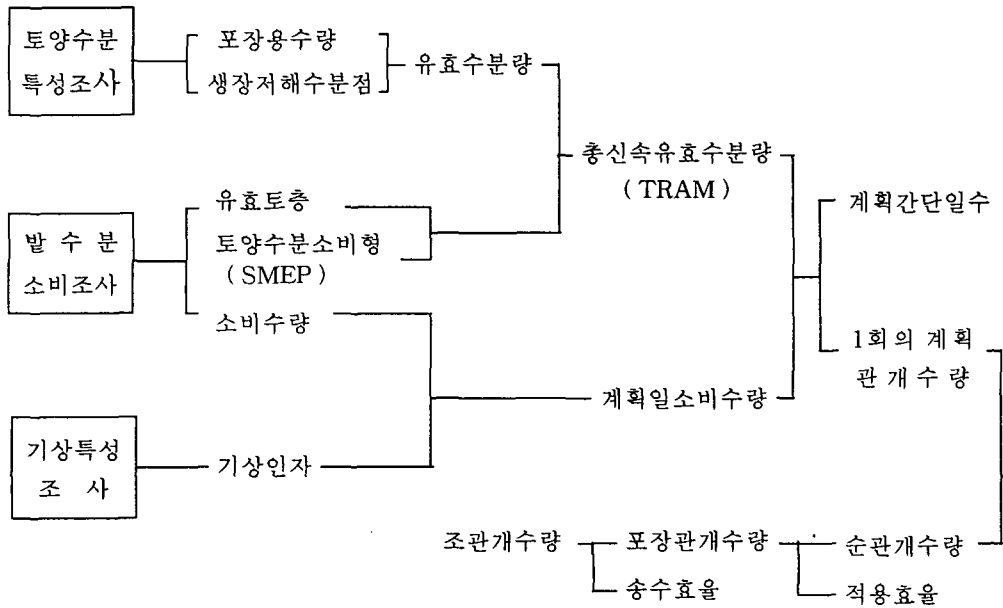 토양수분
특성조사
포장용수량
생장저해수분점
유효수분량
총신속유효수분량
( TRAM )
밭 수 분
소비조사
유효토층
토양수분소비형
( SMEP )
소비수량
계획간단일수
1회의 계획
관 개 수 량
계획일소비수량
기상특성
조 사
기상인자
조관개수량
포장관개수량
순관개수량
송수효율
적용효율